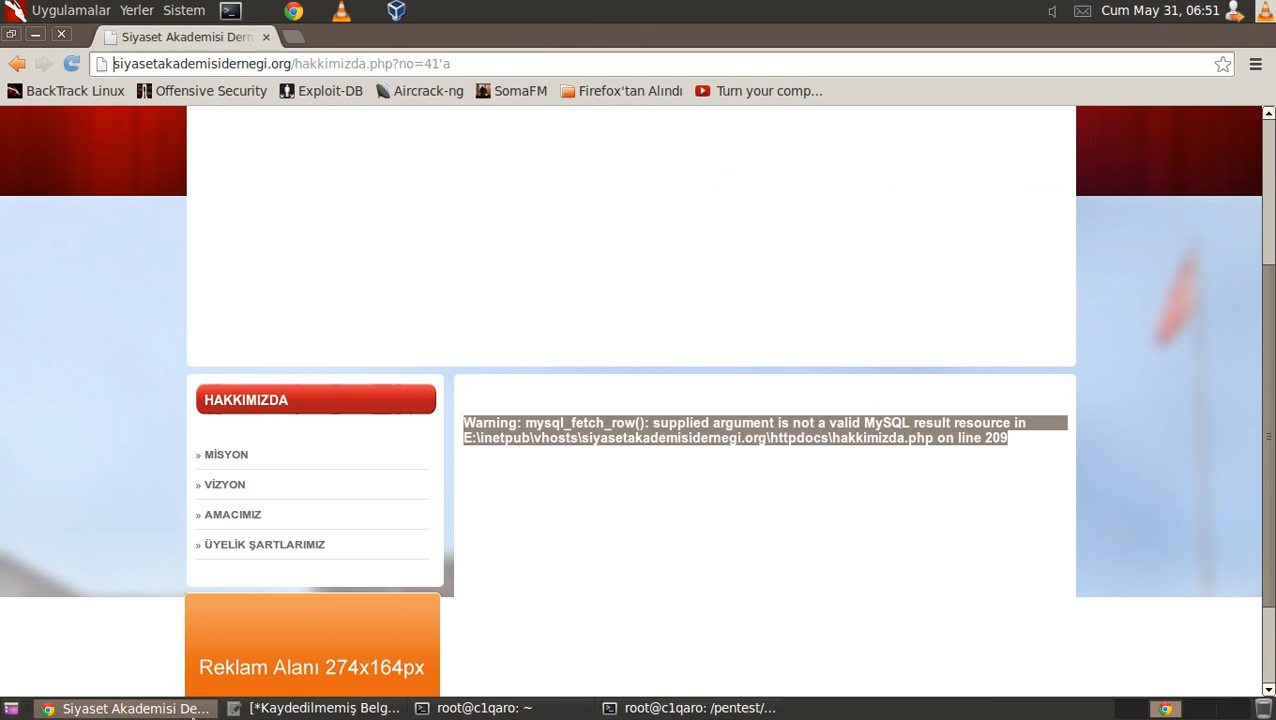 Uygulamalar Yerler Sistem
Cum May 31, 06:51
Siyaset Akademisi Dern
siyasetakademisidernegi.org/hakkimizda.php?no=41'a
BackTrack Linux Offensive Security Exploit-DB Aircrack-ng SomaFM Firefox'tan Alındı Turn your comp...
HAKKIMIZDA
» MİSYON
» VİZYON
» AMACIMIZ
» ÜYELİK ŞARTLARIMIZ
Warning: mysql_fetch_row(): supplied argument is not a valid MySQL result resource in
E:\inetpub\vhosts\siyasetakademisidernegi.org\httpdocs\hakkimizda.php on line 209
Reklam Alanı 274x164px
Siyaset Akademisi De... [*Kaydedilmemiş Belg... root@c1qaro: ~ root@c1qaro: /pentest/...